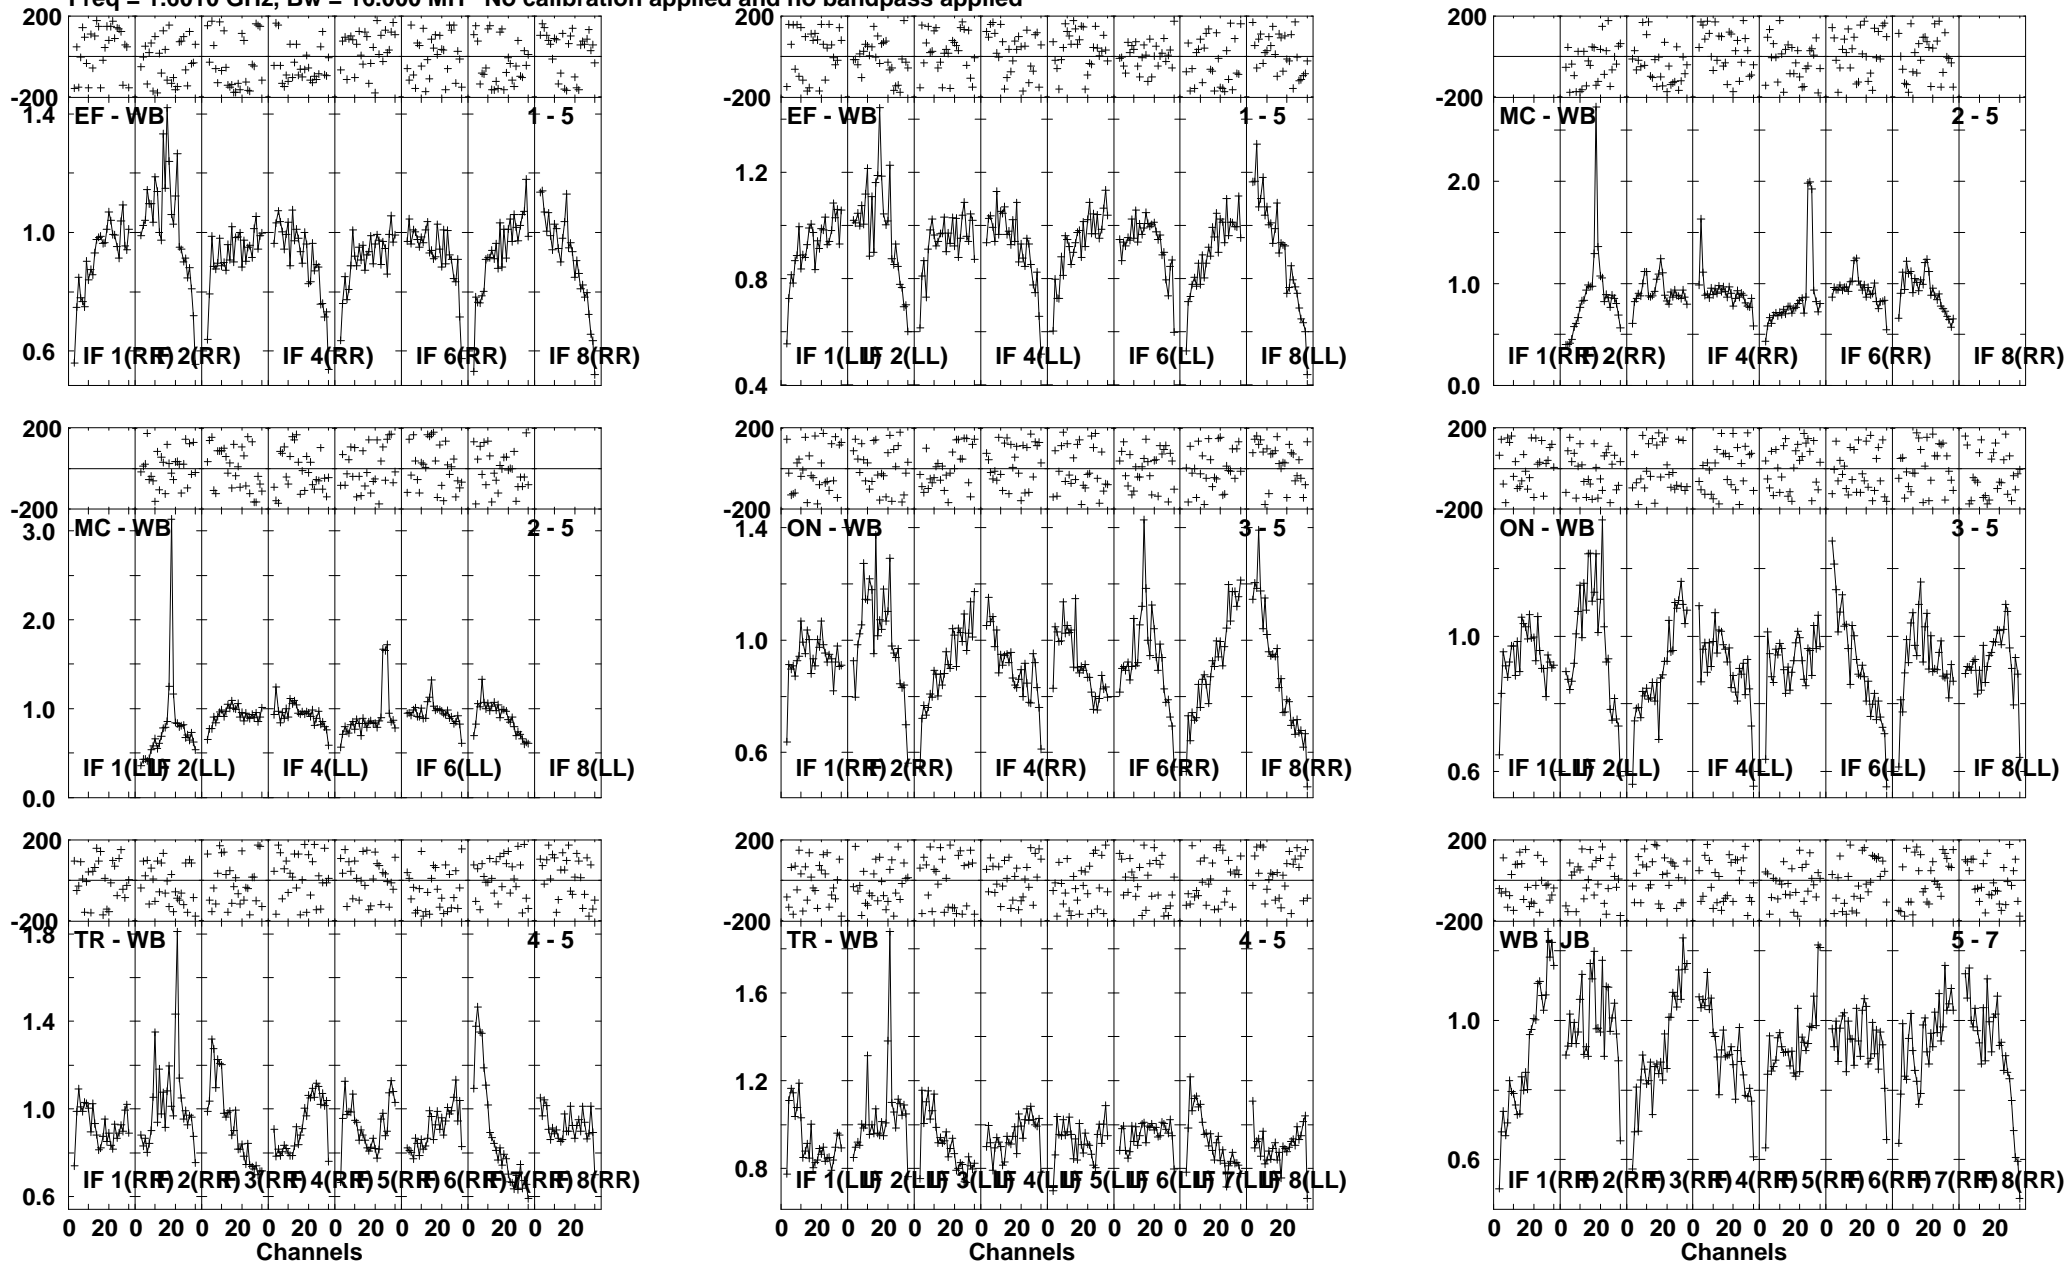 No calibration applied and no bandpass applied
200 200 200
-200 -200 -200
EF - WB 1 - 5 EF - WB 1 - 5 MC - WB 2 - 5
1.4 1.0 0.6
1.2 0.8 0.4
2.0 1.0 0.0
IF 1(RR) IF 2(RR) IF 4(RR) IF 6(RR) IF 8(RR)
IF 1(LL) IF 2(LL) IF 4(LL) IF 6(LL) IF 8(LL)
IF 1(RR) IF 2(RR) IF 4(RR) IF 6(RR) IF 8(RR)
200 200 200
-200 -200 -200
MC - WB 2 - 5 ON - WB 3 - 5 ON - WB 3 - 5
3.0 2.0 1.0 0.0
1.4 1.0 0.6
1.0 0.6
IF 1(LL) IF 2(LL) IF 4(LL) IF 6(LL) IF 8(LL)
IF 1(RR) IF 2(RR) IF 4(RR) IF 6(RR) IF 8(RR)
IF 1(LL) IF 2(LL) IF 4(LL) IF 6(LL) IF 8(LL)
200 200 200
-200 -200 -200
TR - WB 4 - 5 TR - WB 4 - 5 WB - JB 5 - 7
1.8 1.4 1.0 0.6
1.6 1.2 0.8
1.0 0.6
IF 1(RR) IF 2(RR) IF 3(RR) IF 4(RR) IF 5(RR) IF 6(RR) IF 7(RR) IF 8(RR)
IF 1(LL) IF 2(LL) IF 3(LL) IF 4(LL) IF 5(LL) IF 6(LL) IF 7(LL) IF 8(LL)
IF 1(RR) IF 2(RR) IF 3(RR) IF 4(RR) IF 5(RR) IF 6(RR) IF 7(RR) IF 8(RR)
0 20 0 20 0 20 0 20 0 20 0 20 0 20 0 20
0 20 0 20 0 20 0 20 0 20 0 20 0 20 0 20
0 20 0 20 0 20 0 20 0 20 0 20 0 20 0 20
Channels Channels